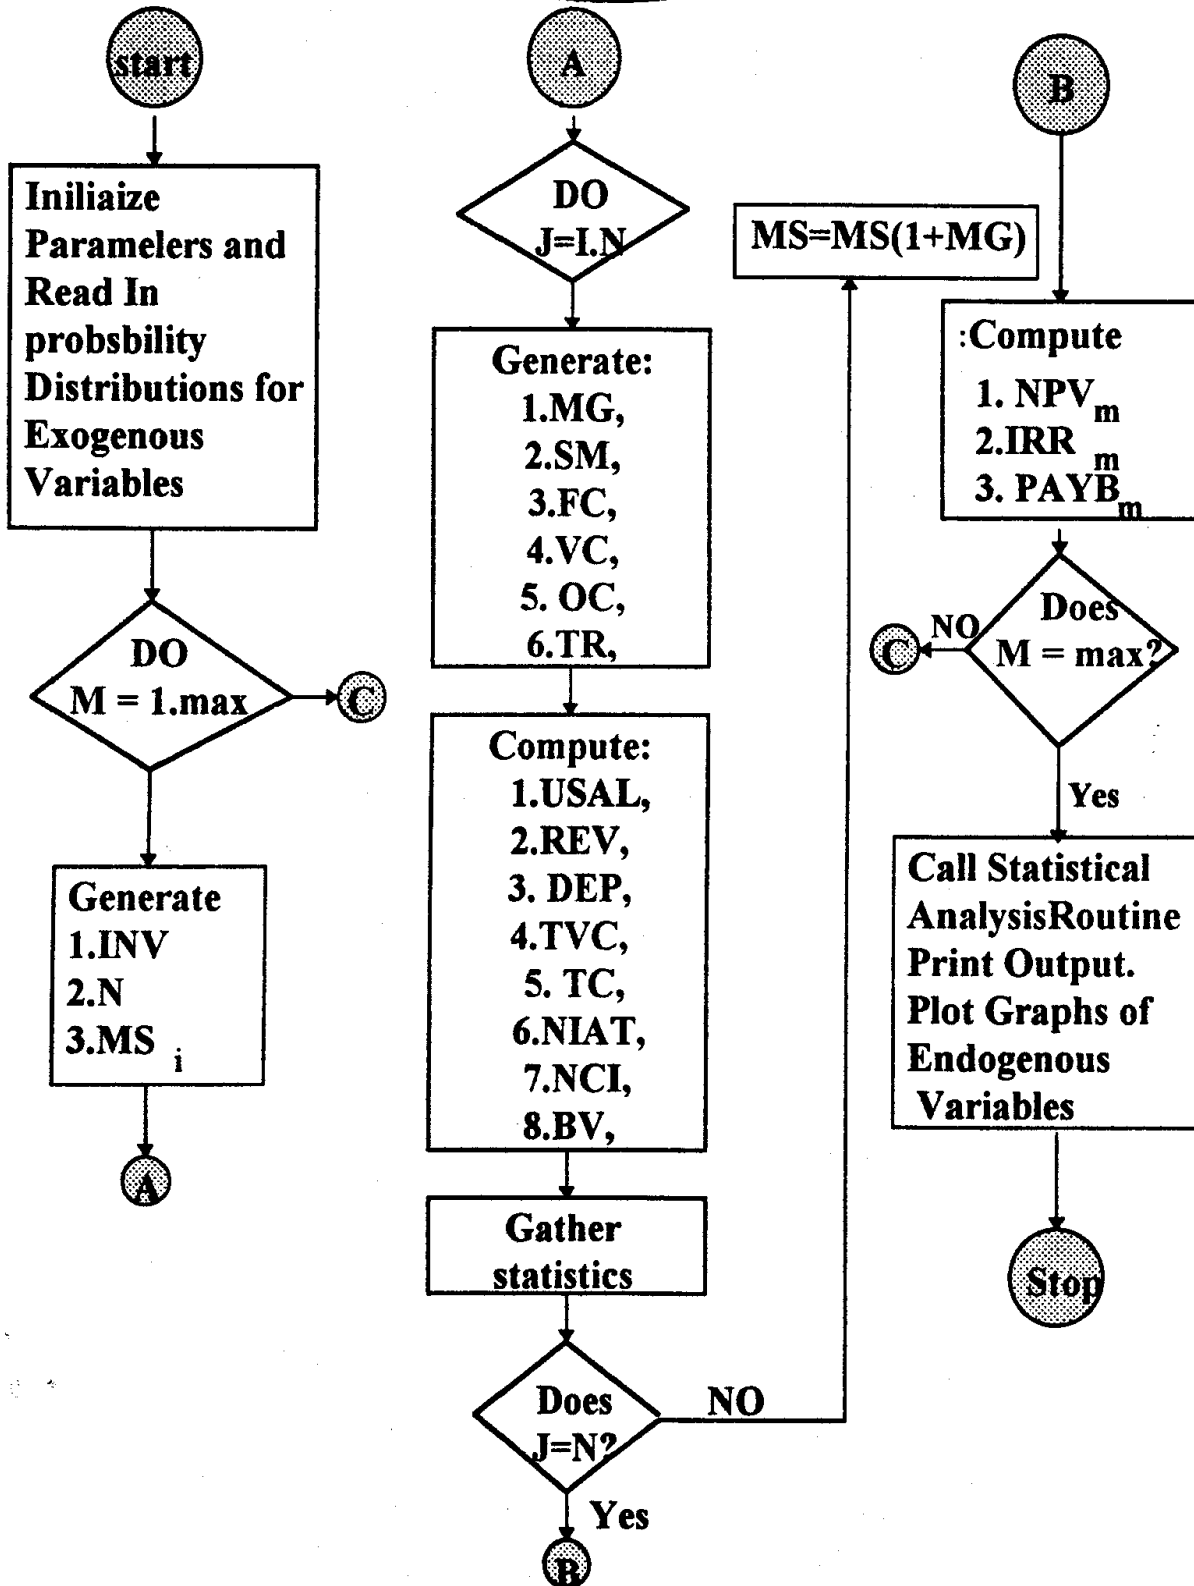 start
Iniliaize
Paramelers and
Read In
probsbility
Distributions for
Exogenous
Variables
DO
M = 1.max
C
Generate
1.INV
2.N
3.MS i
A
A
DO
J=I.N
Generate:
1.MG,
2.SM,
3.FC,
4.VC,
5. OC,
6.TR,
Compute:
1.USAL,
2.REV,
3. DEP,
4.TVC,
5. TC,
6.NIAT,
7.NCI,
8.BV,
Gather
statistics
Does
J=N?
NO
Yes
B
MS=MS(1+MG)
B
:Compute
1. NPVm
2.IRR m
3. PAYBm
Does
M = max?
NO
C
Yes
Call Statistical
AnalysisRoutine
Print Output.
Plot Graphs of
Endogenous
Variables
Stop